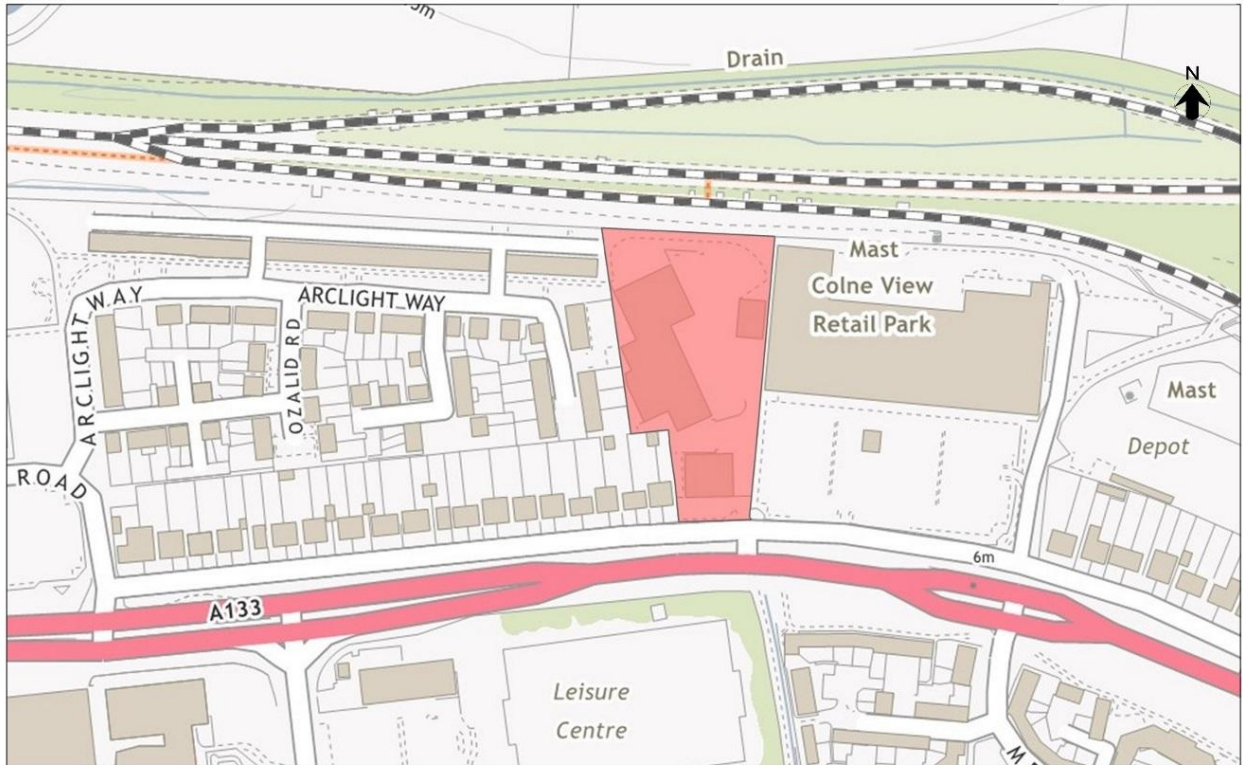 Drain
N
Mast
Colne View
Retail Park
ARCLIGHT WAY
ARCLIGHT WAY
OZALID RD
Mast
Depot
ROAD
6m
A133
Leisure
Centre